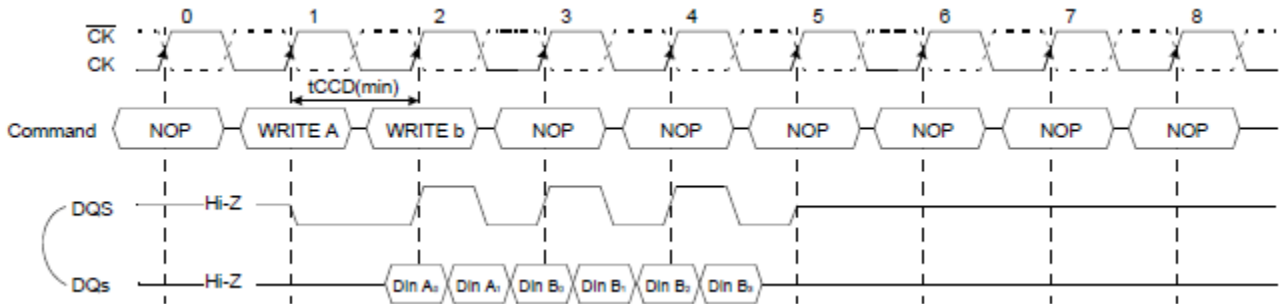 0 1 2 3 4 5 6 7 8
CK
CK
tCCD(min)
Command NOP WRITE A WRITE b NOP NOP NOP NOP NOP NOP
DQS Hi-Z
DQs Hi-Z Din A₀ Din A₁ Din B₀ Din B₁ Din B₂ Din B₃